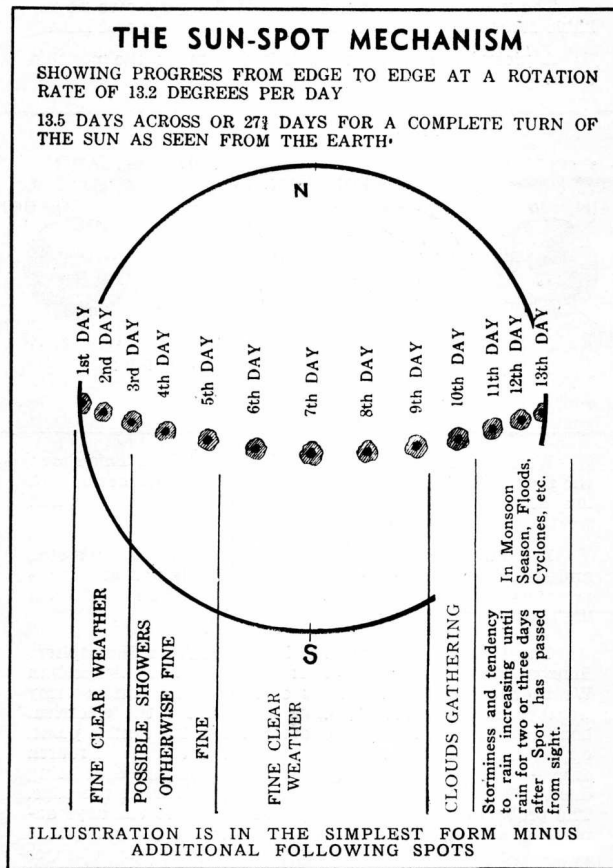 THE SUN-SPOT MECHANISM
SHOWING PROGRESS FROM EDGE TO EDGE AT A ROTATION
RATE OF 13.2 DEGREES PER DAY
13.5 DAYS ACROSS OR 27¾ DAYS FOR A COMPLETE TURN OF
THE SUN AS SEEN FROM THE EARTH.
N
1st DAY
2nd DAY
3rd DAY
4th DAY
5th DAY
6th DAY
7th DAY
8th DAY
9th DAY
10th DAY
11th DAY
12th DAY
13th DAY
S
FINE CLEAR WEATHER
POSSIBLE SHOWERS
OTHERWISE FINE
FINE
FINE CLEAR
WEATHER
CLOUDS GATHERING
Storminess and tendency
to rain increasing until
rain for two or three days
after Spot has passed
from sight.
In Monsoon
Season, Floods,
Cyclones, etc.
ILLUSTRATION IS IN THE SIMPLEST FORM MINUS
ADDITIONAL FOLLOWING SPOTS